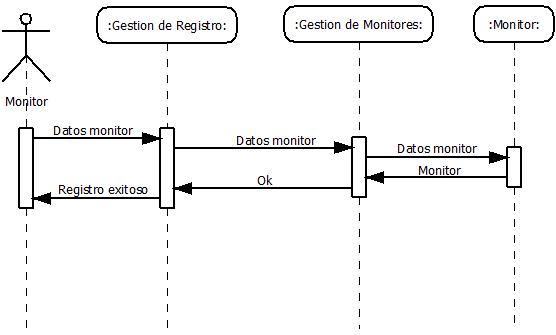 :Gestion de Registro:
:Gestion de Monitores:
:Monitor:
Monitor
Datos monitor
Datos monitor
Datos monitor
Monitor
Ok
Registro exitoso